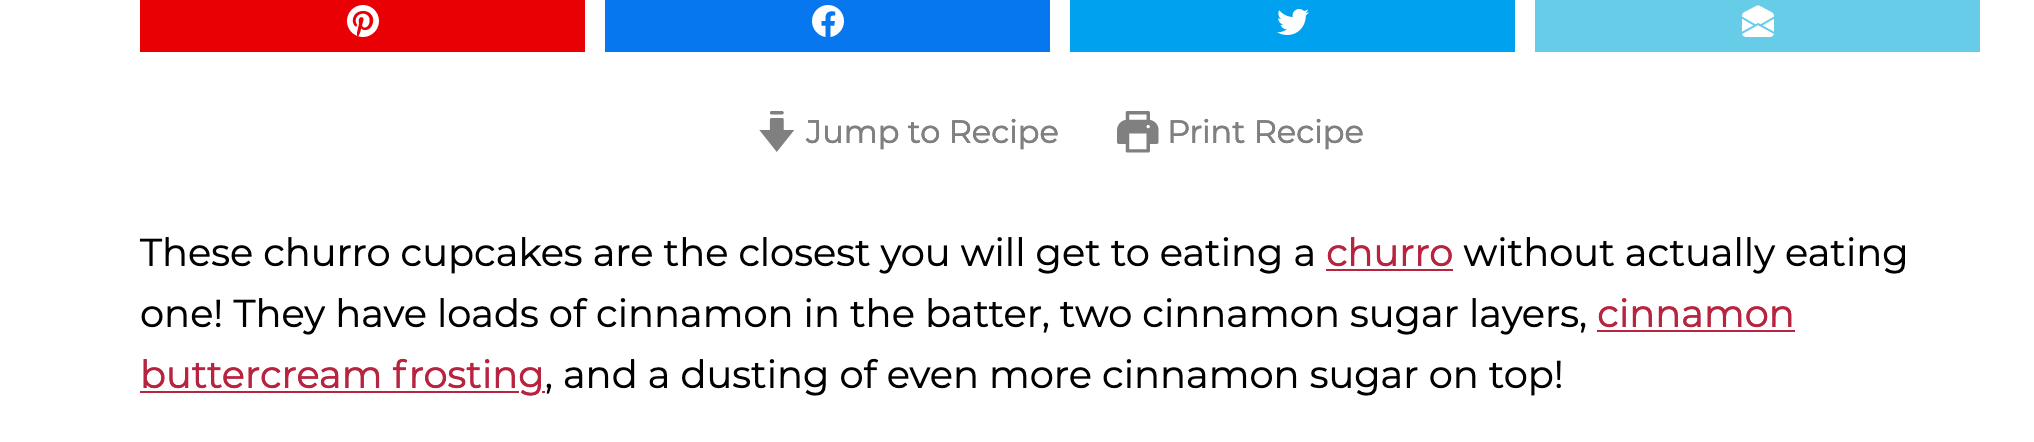 Jump to Recipe Print Recipe
These churro cupcakes are the closest you will get to eating a churro without actually eating
one! They have loads of cinnamon in the batter, two cinnamon sugar layers, cinnamon
buttercream frosting, and a dusting of even more cinnamon sugar on top!